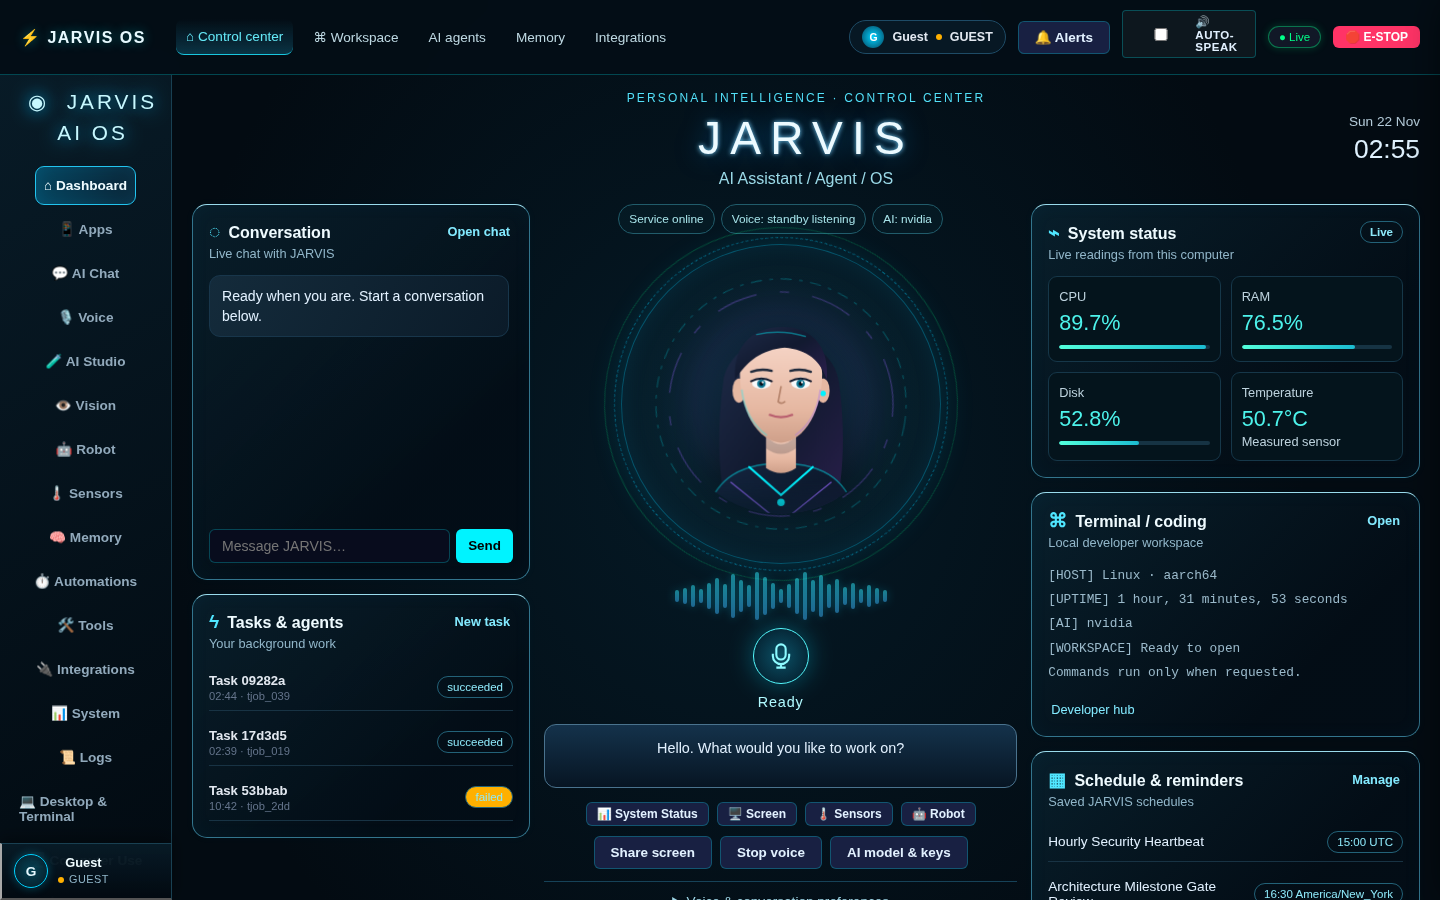 ⚡ JARVIS OS
⌂ Control center
⌘ Workspace
AI agents
Memory
Integrations
G Guest GUEST
🔔 Alerts
🔊 AUTO-SPEAK
● Live
🛑 E-STOP
◉ JARVIS
AI OS
⌂ Dashboard
📱 Apps
💬 AI Chat
🎙️ Voice
🧪 AI Studio
👁️ Vision
🤖 Robot
🌡️ Sensors
🧠 Memory
⏱️ Automations
🛠️ Tools
🔌 Integrations
📊 System
📜 Logs
💻 Desktop &
Terminal
G Guest
GUEST
PERSONAL INTELLIGENCE · CONTROL CENTER
JARVIS
AI Assistant / Agent / OS
Sun 22 Nov
02:55
Conversation
Open chat
Live chat with JARVIS
Ready when you are. Start a conversation
below.
Message JARVIS…
Send
Tasks & agents
New task
Your background work
Task 09282a
02:44 · tjob_039
succeeded
Task 17d3d5
02:39 · tjob_019
succeeded
Task 53bbab
10:42 · tjob_2dd
failed
Service online
Voice: standby listening
AI: nvidia
Ready
Hello. What would you like to work on?
📊 System Status
🖥️ Screen
🌡️ Sensors
🤖 Robot
Share screen
Stop voice
AI model & keys
Voice & conversation preferences
System status
Live
Live readings from this computer
CPU
89.7%
RAM
76.5%
Disk
52.8%
Temperature
50.7°C
Measured sensor
⌘ Terminal / coding
Open
Local developer workspace
[HOST] Linux · aarch64
[UPTIME] 1 hour, 31 minutes, 53 seconds
[AI] nvidia
[WORKSPACE] Ready to open
Commands run only when requested.
Developer hub
▦ Schedule & reminders
Manage
Saved JARVIS schedules
Hourly Security Heartbeat
15:00 UTC
Architecture Milestone Gate
Review
16:30 America/New_York